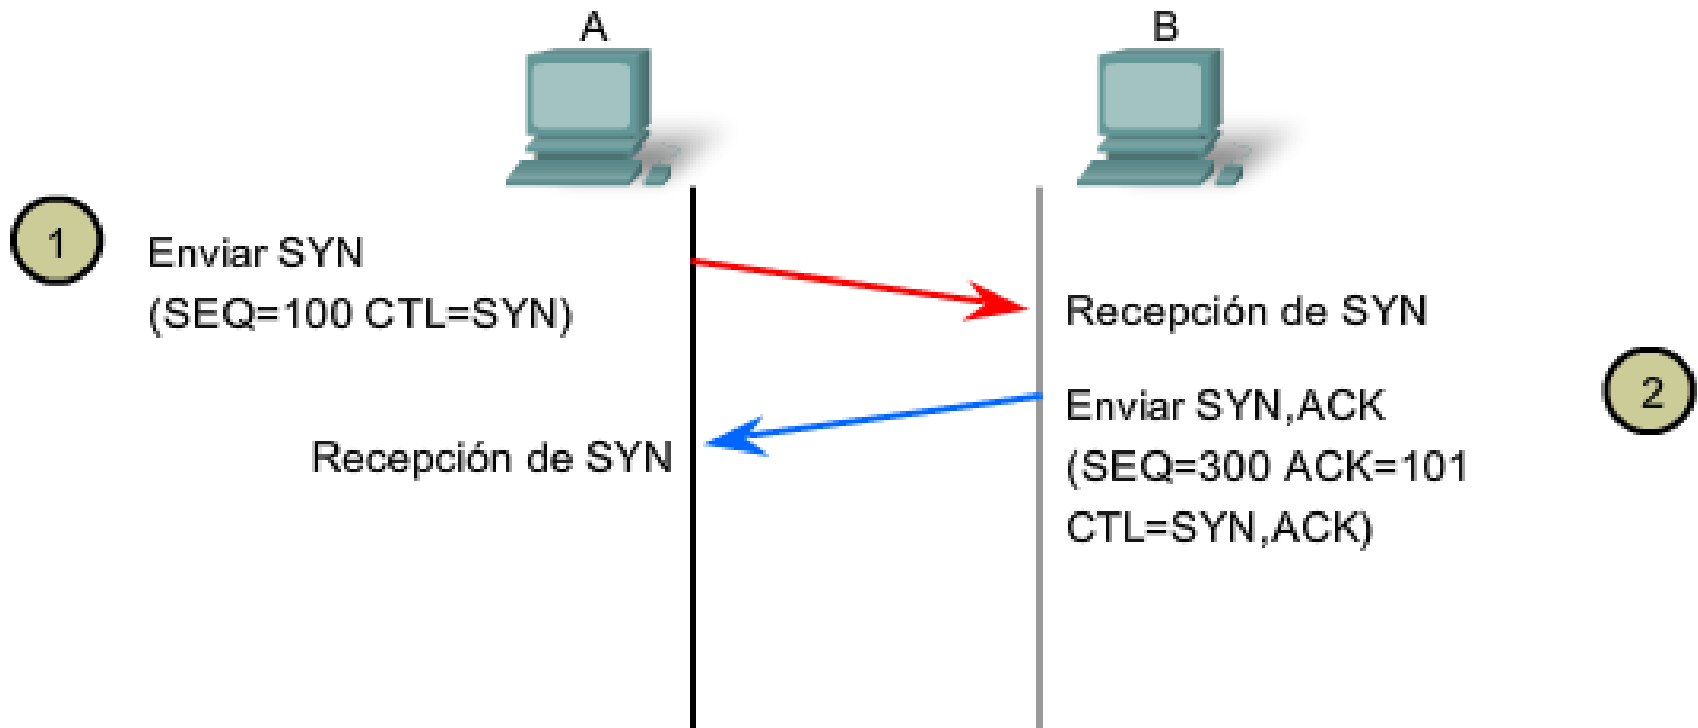 A
B
1
Enviar SYN
(SEQ=100 CTL=SYN)
Recepción de SYN
2
Enviar SYN,ACK
(SEQ=300 ACK=101
CTL=SYN,ACK)
Recepción de SYN